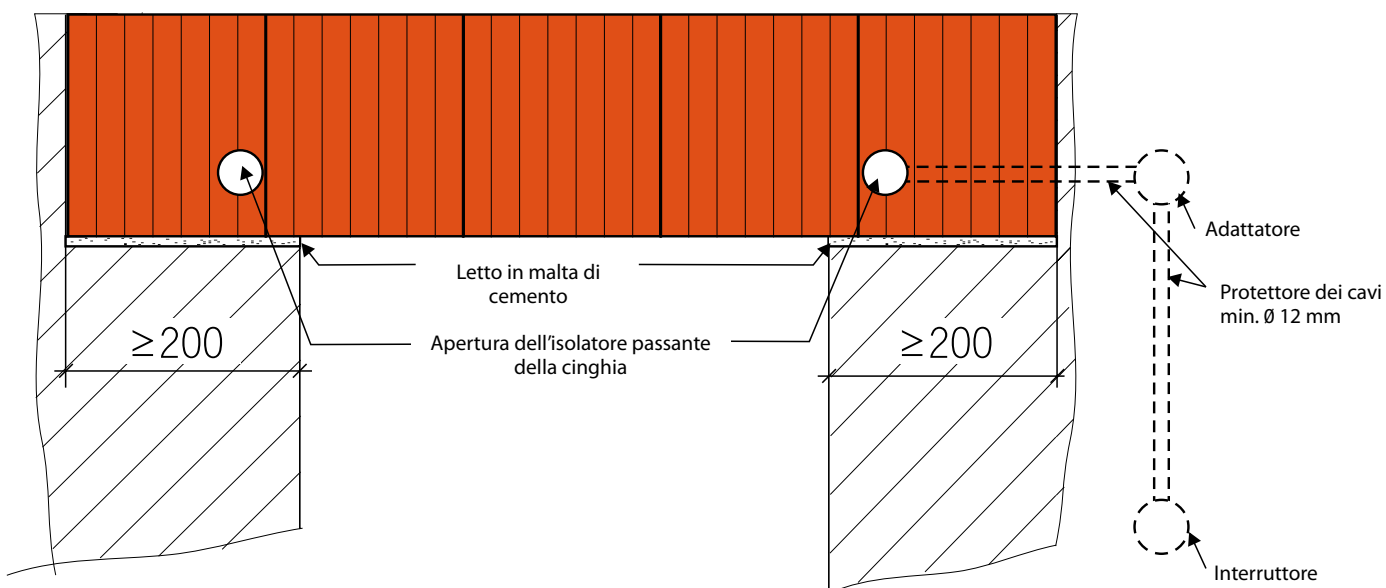 Adattatore
Letto in malta di
cemento
Protettore dei cavi
min. Ø 12 mm
≥200
Apertura dell'isolatore passante
della cinghia
≥200
Interruttore